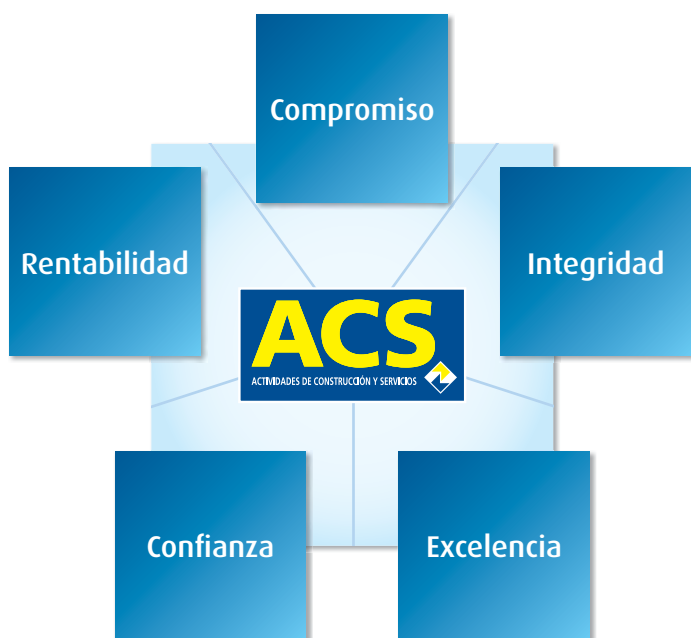 Compromiso
Rentabilidad
Integridad
ACS
ACTIVIDADES DE CONSTRUCCIÓN Y SERVICIOS
Confianza
Excelencia